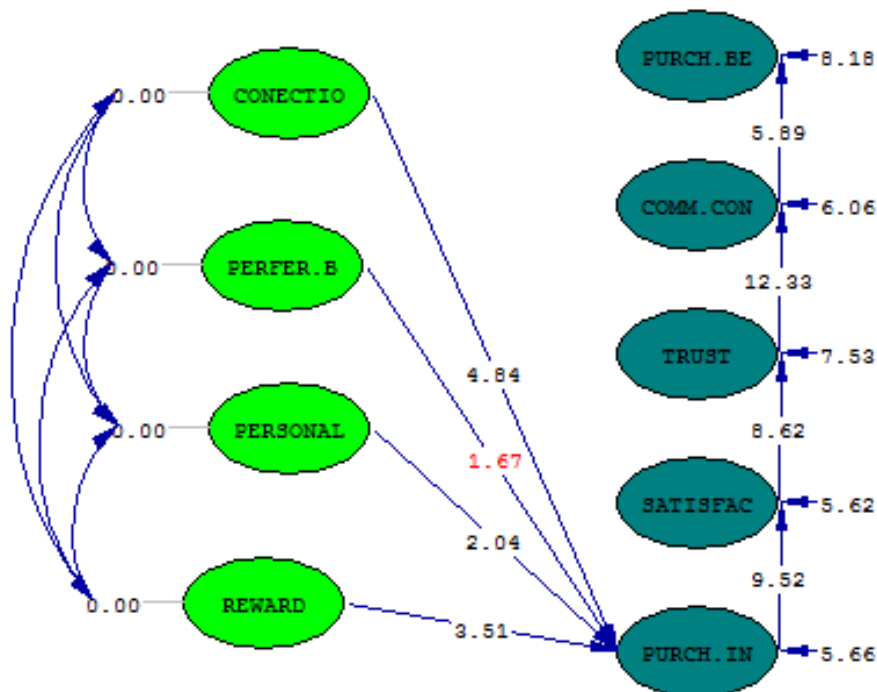 PURCH.BE
8.18
0.00
CONECTIO
5.89
COMM.CON
6.06
0.00
PERFER.B
12.33
TRUST
7.53
4.84
0.00
PERSONAL
8.62
1.67
SATISFAC
5.62
2.04
9.52
0.00
REWARD
3.51
PURCH.IN
5.66